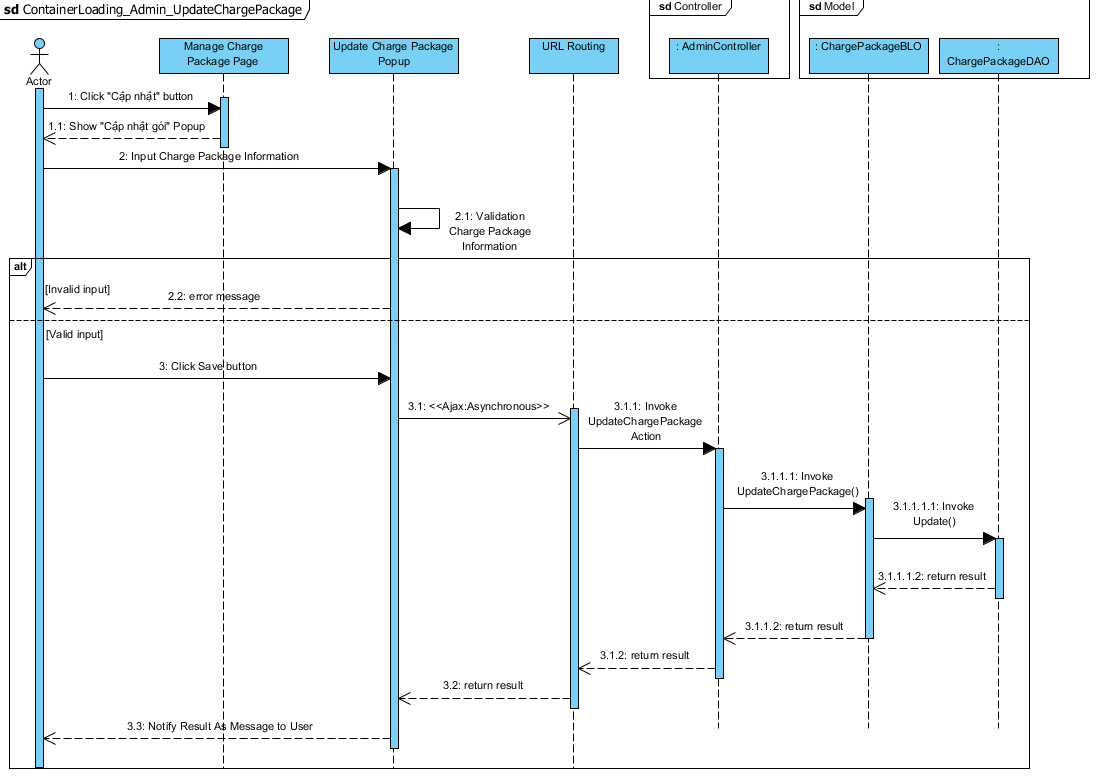 sd ContainerLoading_Admin_UpdateChargePackage
sd Controller
sd Model
Manage Charge
Package Page
Update Charge Package
Popup
URL Routing
: AdminController
: ChargePackageBLO
:
ChargePackageDAO
Actor
1: Click "Cập nhật" button
1.1: Show "Cập nhật gói" Popup
2: Input Charge Package Information
2.1: Validation
Charge Package
Information
alt
[Invalid input]
2.2: error message
[Valid input]
3: Click Save button
3.1: <<Ajax:Asynchronous>>
3.1.1: Invoke
UpdateChargePackage
Action
3.1.1.1: Invoke
UpdateChargePackage()
3.1.1.1.1: Invoke
Update()
3.1.1.1.2: return result
3.1.1.2: return result
3.1.2: return result
3.2: return result
3.3: Notify Result As Message to User